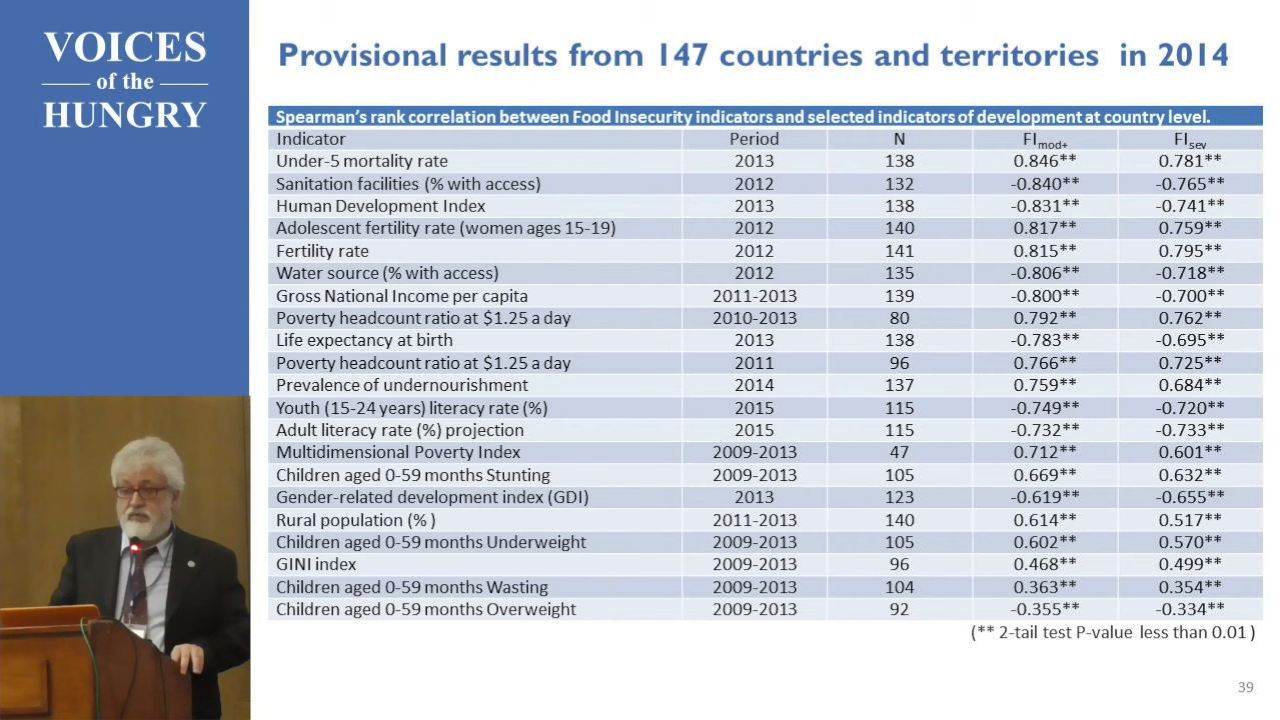 VOICES
of the
HUNGRY
Provisional results from 147 countries and territories in 2014
Spearman's rank correlation between Food Insecurity indicators and selected indicators of development at country level.
Indicator Period N FImod+ FIsev
Under-5 mortality rate 2013 138 0.846** 0.781**
Sanitation facilities (% with access) 2012 132 -0.840** -0.765**
Human Development Index 2013 138 -0.831** -0.741**
Adolescent fertility rate (women ages 15-19) 2012 140 0.817** 0.759**
Fertility rate 2012 141 0.815** 0.795**
Water source (% with access) 2012 135 -0.806** -0.718**
Gross National Income per capita 2011-2013 139 -0.800** -0.700**
Poverty headcount ratio at $1.25 a day 2010-2013 80 0.792** 0.762**
Life expectancy at birth 2013 138 -0.783** -0.695**
Poverty headcount ratio at $1.25 a day 2011 96 0.766** 0.725**
Prevalence of undernourishment 2014 137 0.759** 0.684**
Youth (15-24 years) literacy rate (%) 2015 115 -0.749** -0.720**
Adult literacy rate (%) projection 2015 115 -0.732** -0.733**
Multidimensional Poverty Index 2009-2013 47 0.712** 0.601**
Children aged 0-59 months Stunting 2009-2013 105 0.669** 0.632**
Gender-related development index (GDI) 2013 123 -0.619** -0.655**
Rural population (% ) 2011-2013 140 0.614** 0.517**
Children aged 0-59 months Underweight 2009-2013 105 0.602** 0.570**
GINI index 2009-2013 96 0.468** 0.499**
Children aged 0-59 months Wasting 2009-2013 104 0.363** 0.354**
Children aged 0-59 months Overweight 2009-2013 92 -0.355** -0.334**
(** 2-tail test P-value less than 0.01 )
39